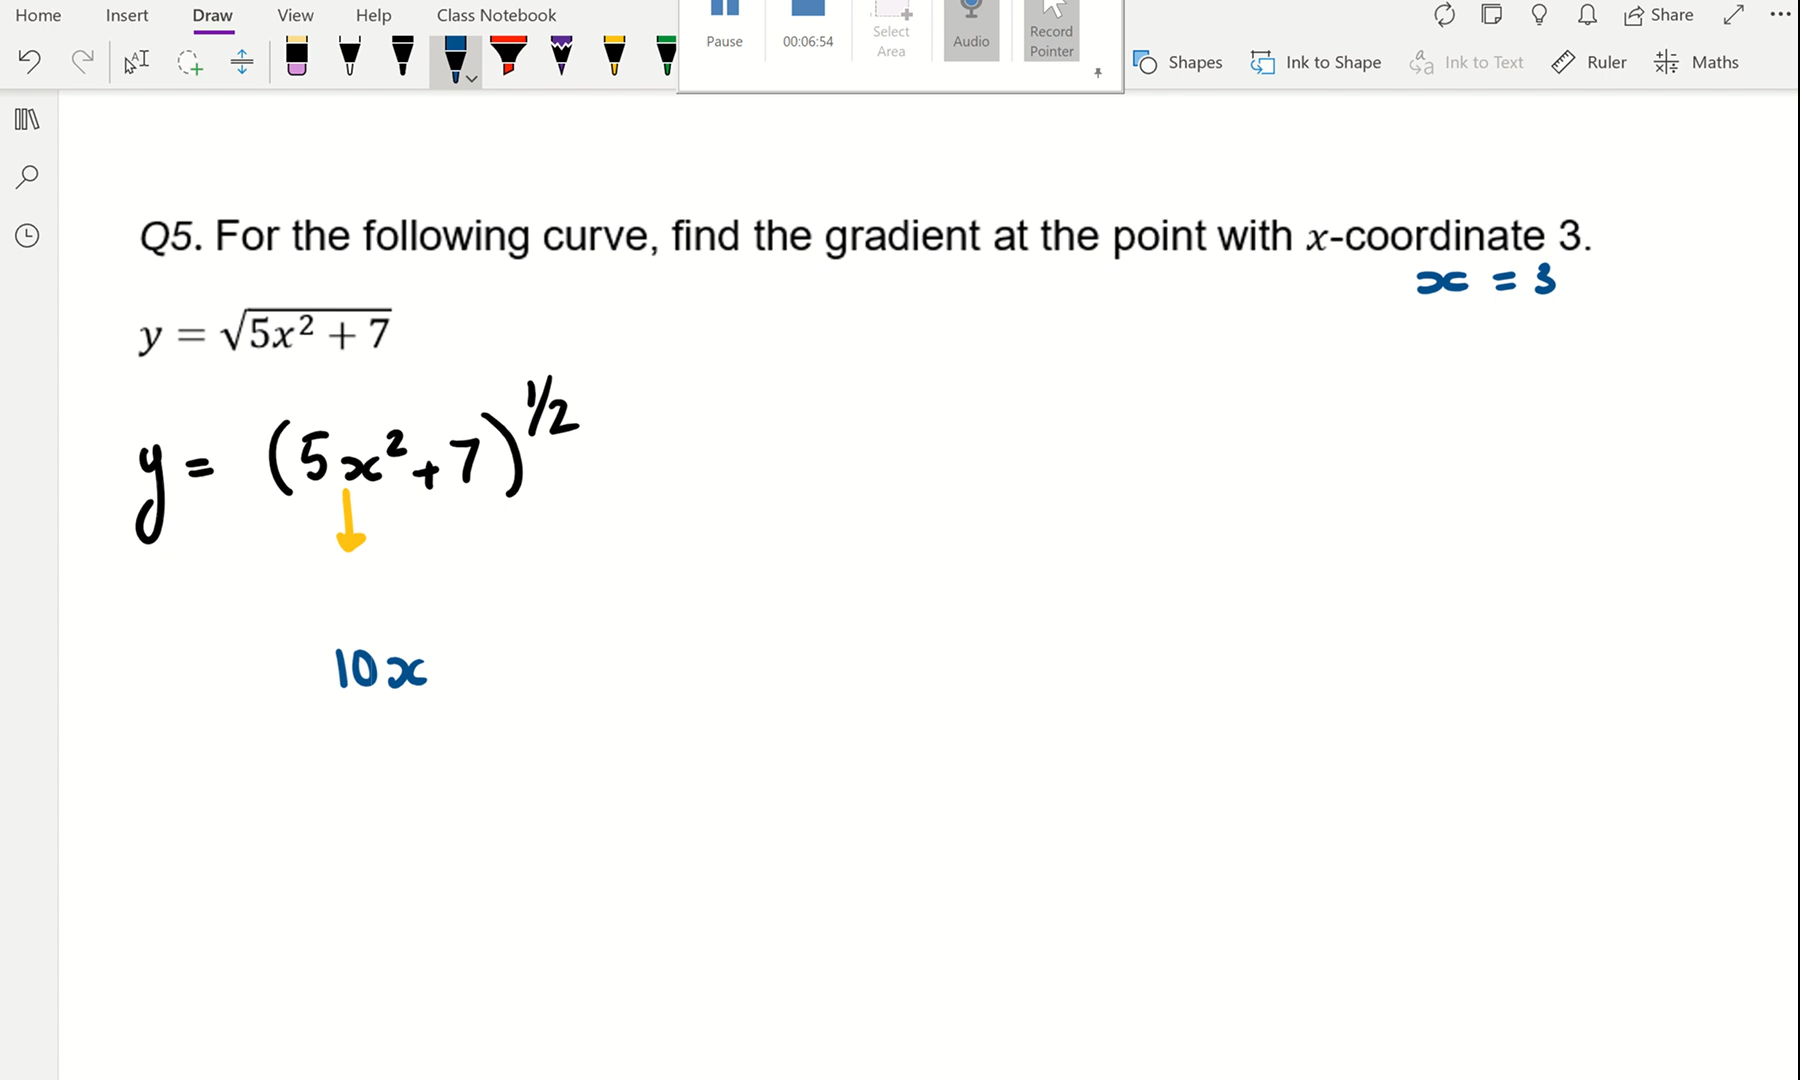 Home Insert Draw View Help Class Notebook
Pause 00:06:54 Select Area Audio Record Pointer
Share
Shapes Ink to Shape Ink to Text Ruler Maths
Q5. For the following curve, find the gradient at the point with x-coordinate 3.
x = 3
y = √(5x² + 7)
y = (5x² + 7)^1/2
10x